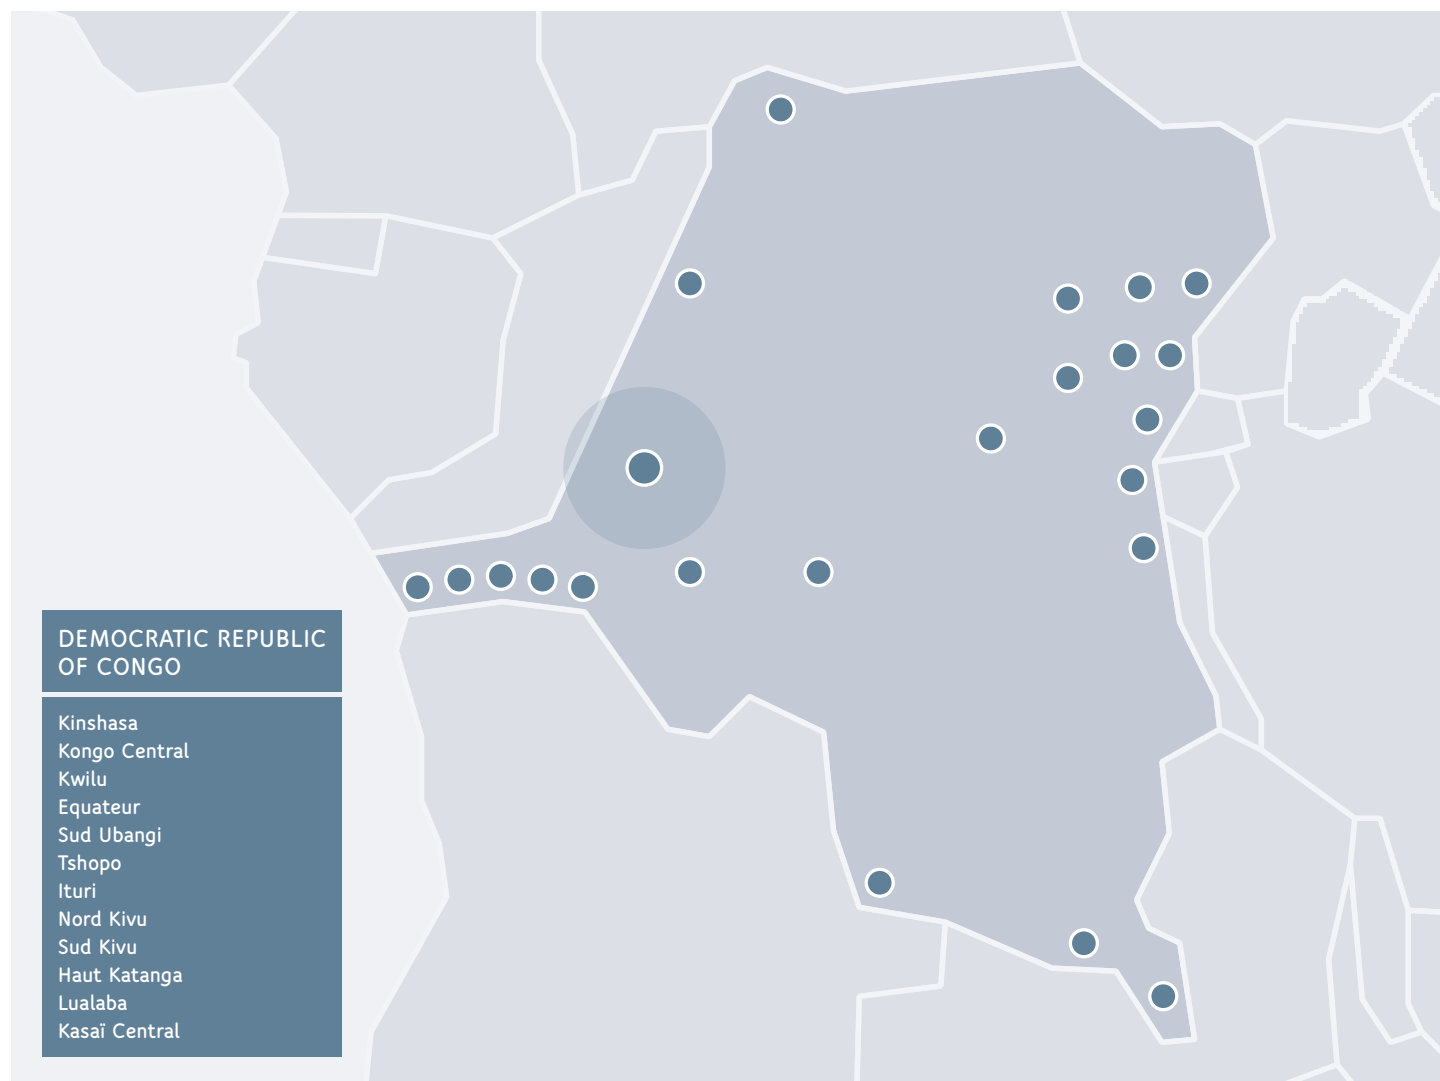 DEMOCRATIC REPUBLIC
OF CONGO
Kinshasa
Kongo Central
Kwilu
Equateur
Sud Ubangi
Tshopo
Ituri
Nord Kivu
Sud Kivu
Haut Katanga
Lualaba
Kasaï Central